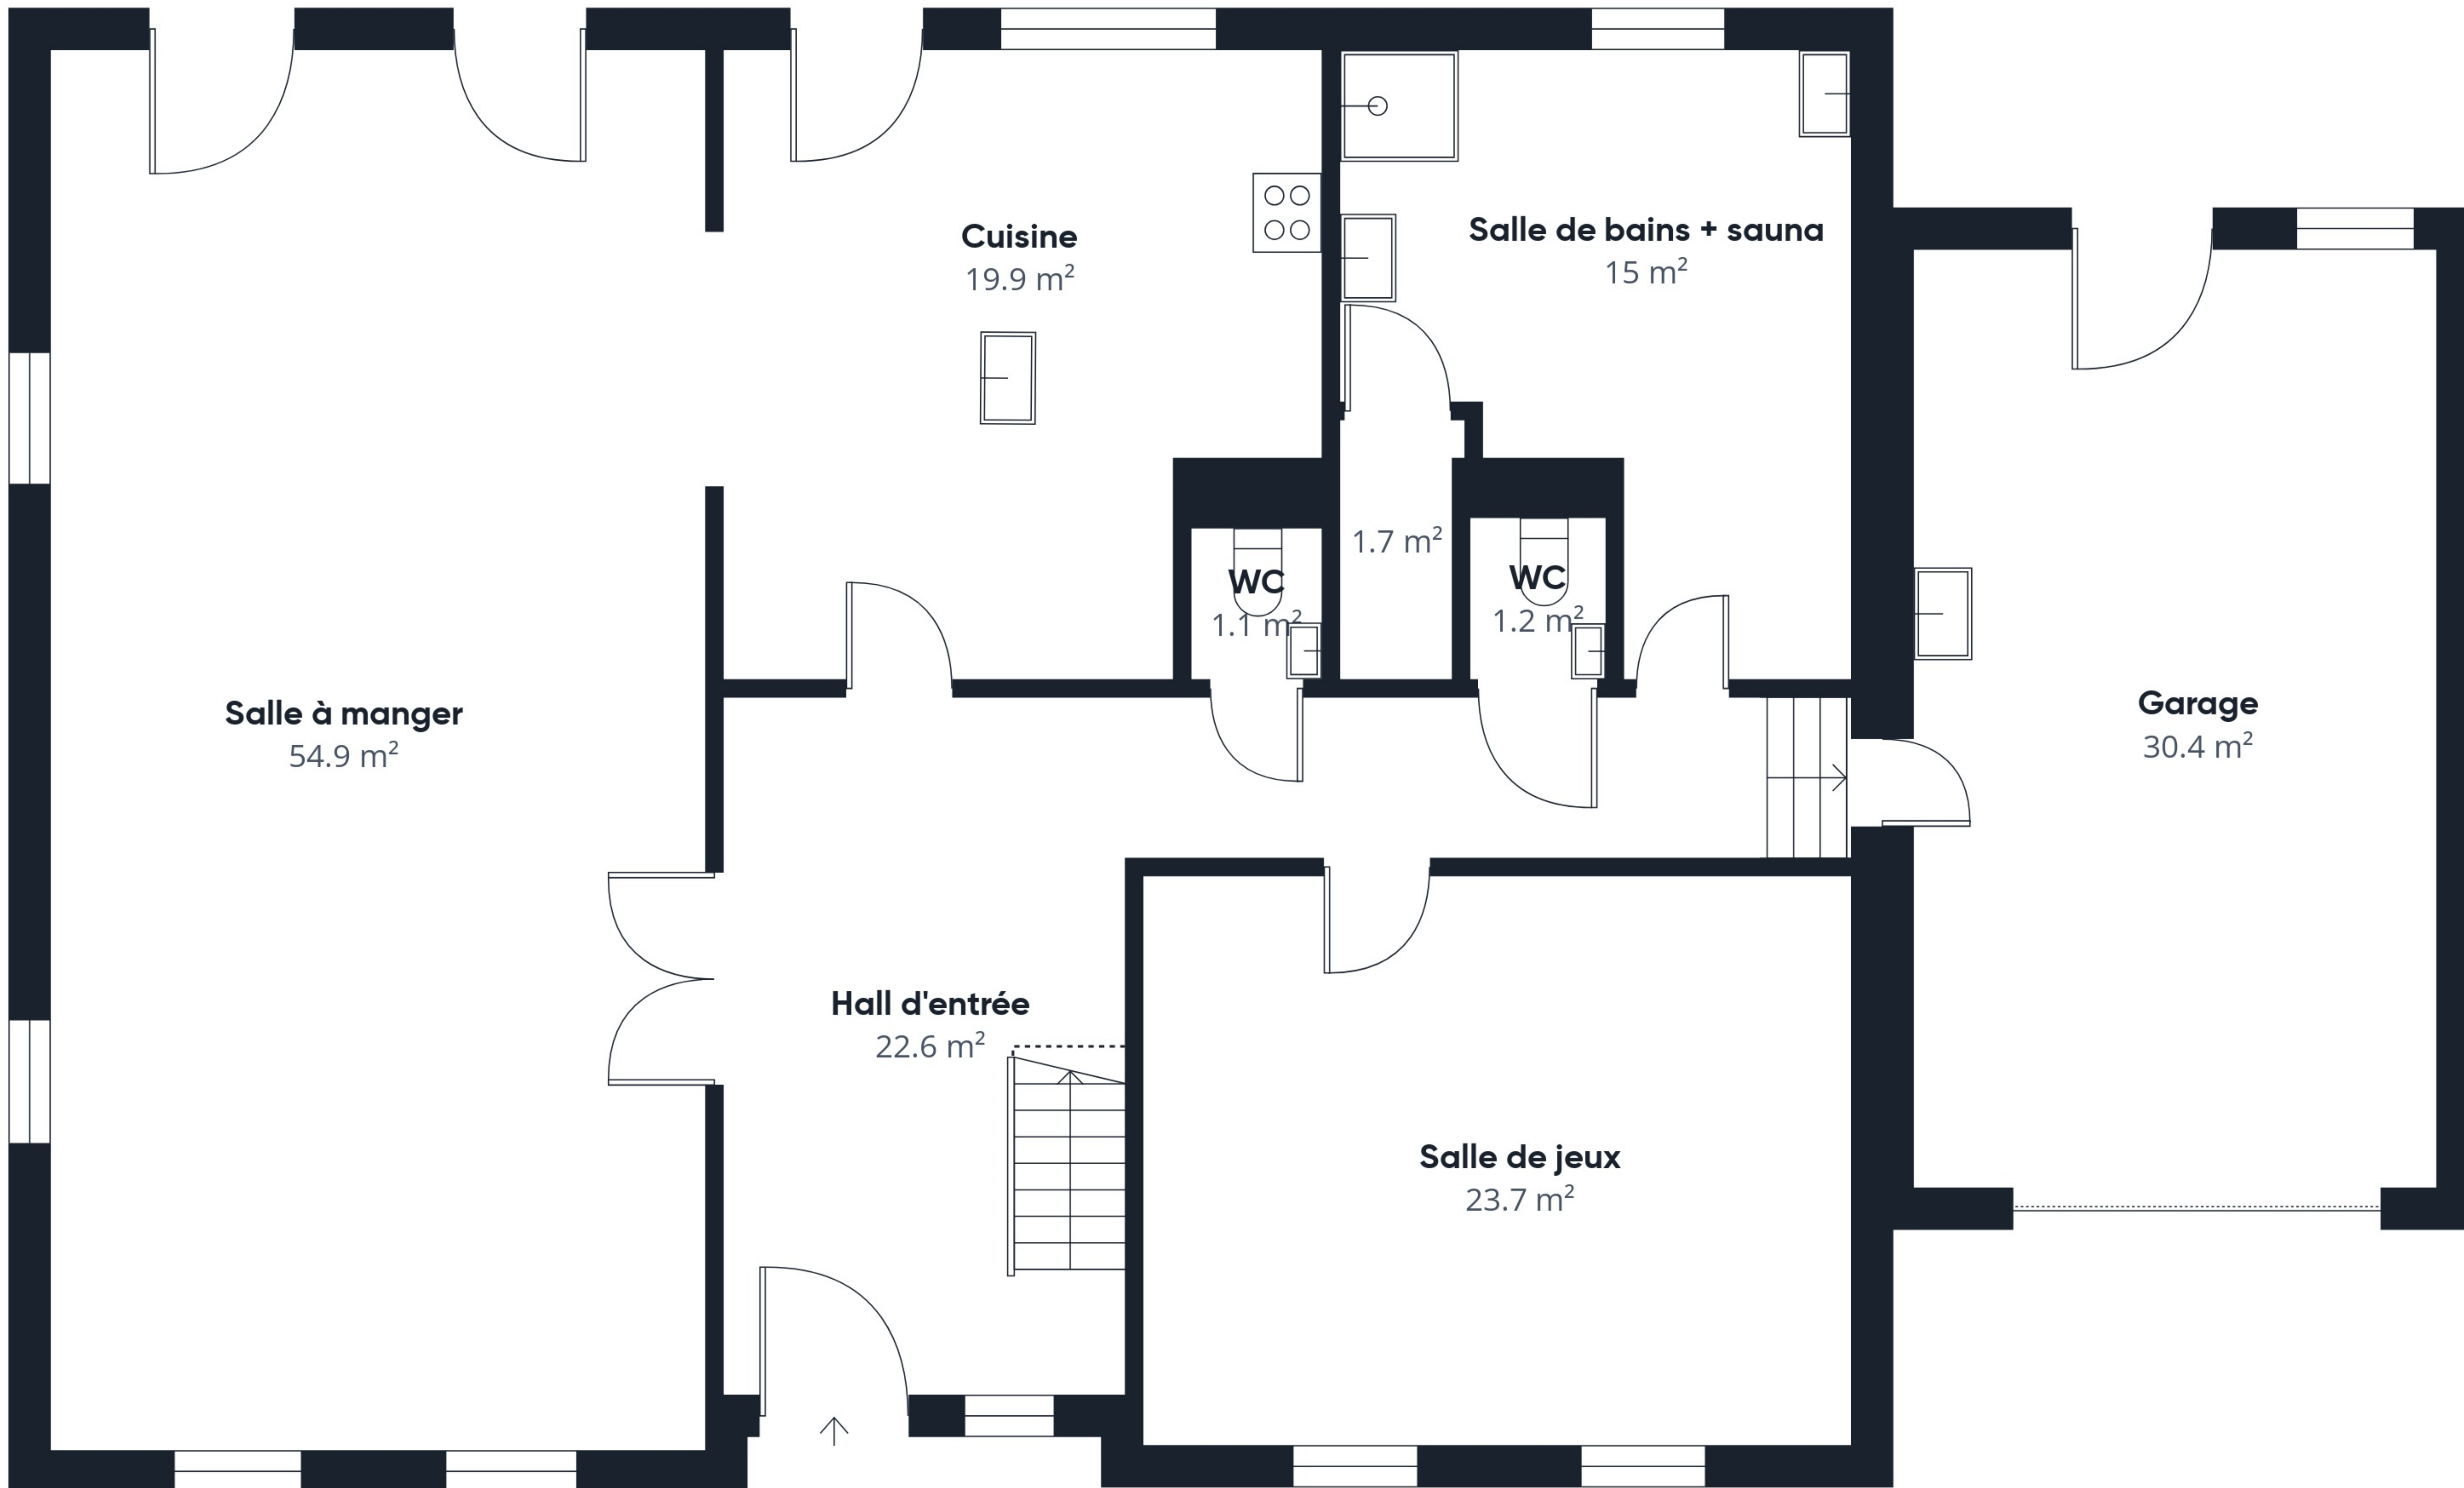 Cuisine
19.9 m²
Salle de bains + sauna
15 m²
WC
1.1 m²
1.7 m²
WC
1.2 m²
Salle à manger
54.9 m²
Garage
30.4 m²
Hall d'entrée
22.6 m²
Salle de jeux
23.7 m²